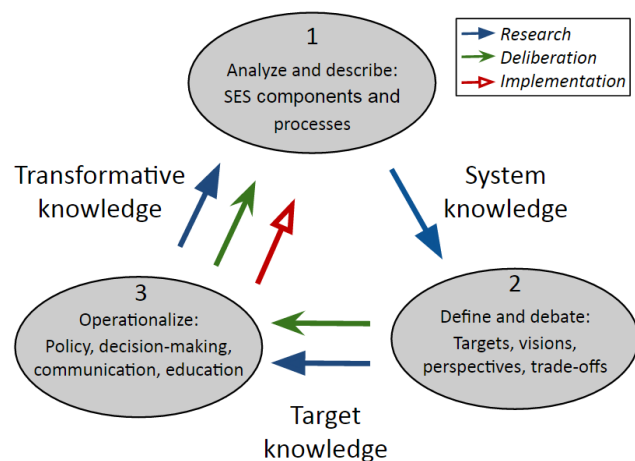 1
Analyze and describe:
SES components and
processes
Research
Deliberation
Implementation
Transformative
knowledge
System
knowledge
3
Operationalize:
Policy, decision-making,
communication, education
2
Define and debate:
Targets, visions,
perspectives, trade-offs
Target
knowledge